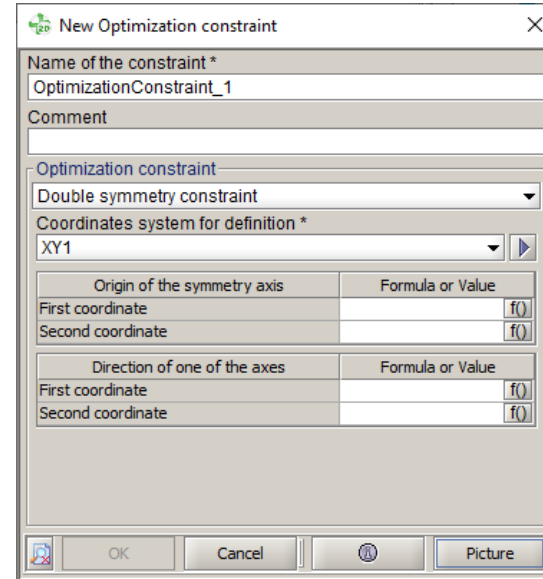 New Optimization constraint
Name of the constraint *
OptimizationConstraint_1
Comment
Optimization constraint
Double symmetry constraint
Coordinates system for definition *
XY1
Origin of the symmetry axis Formula or Value
First coordinate f()
Second coordinate f()
Direction of one of the axes Formula or Value
First coordinate f()
Second coordinate f()
OK Cancel Picture